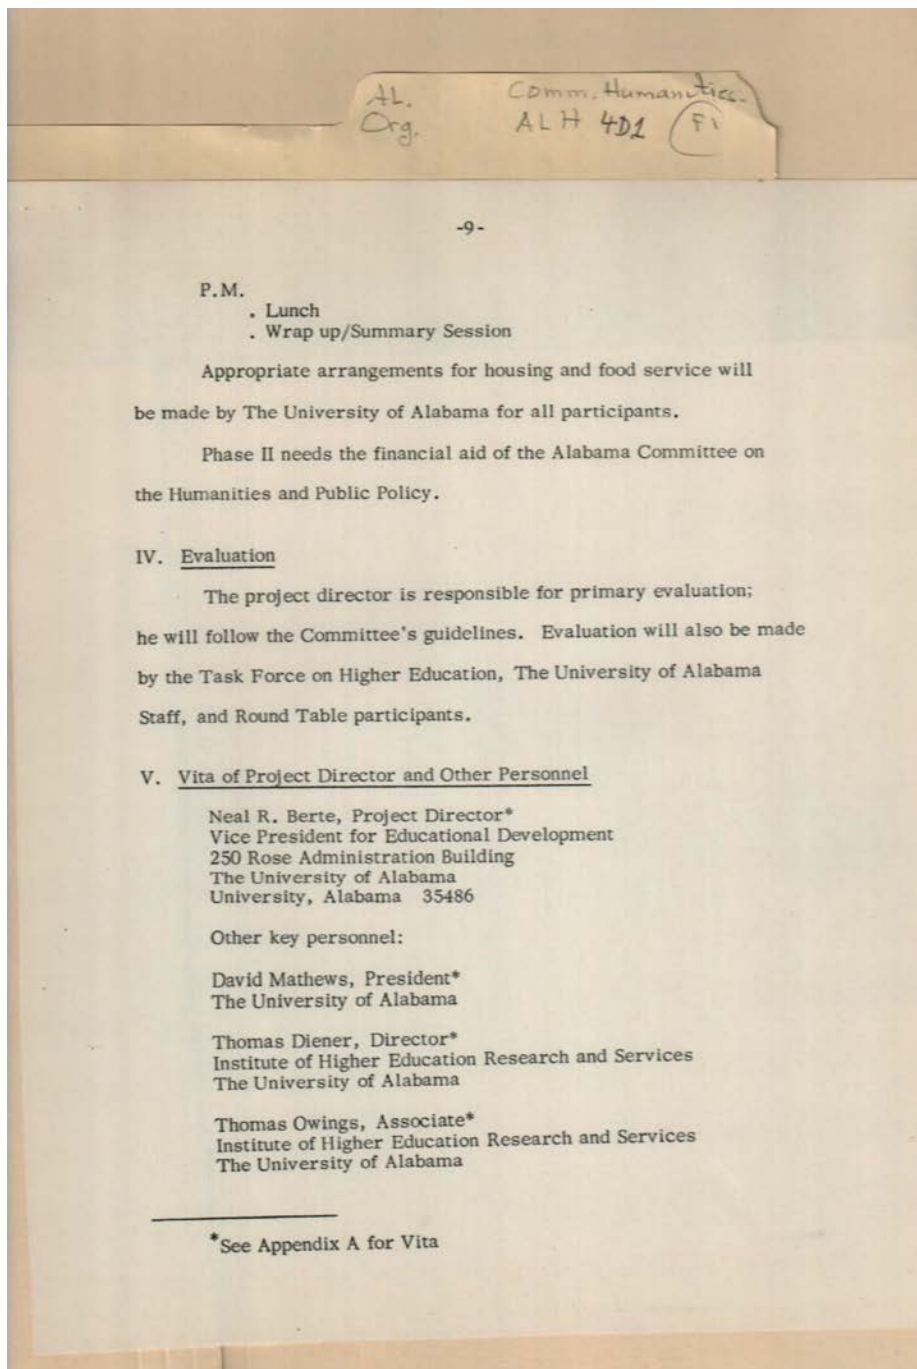 AL. Comm. Humanities.
Org. ALH 4D1 F1
-9-
P.M.
. Lunch
. Wrap up/Summary Session
Appropriate arrangements for housing and food service will
be made by The University of Alabama for all participants.
Phase II needs the financial aid of the Alabama Committee on
the Humanities and Public Policy.
IV. Evaluation
The project director is responsible for primary evaluation;
he will follow the Committee's guidelines. Evaluation will also be made
by the Task Force on Higher Education, The University of Alabama
Staff, and Round Table participants.
V. Vita of Project Director and Other Personnel
Neal R. Berte, Project Director*
Vice President for Educational Development
250 Rose Administration Building
The University of Alabama
University, Alabama 35486
Other key personnel:
David Mathews, President*
The University of Alabama
Thomas Diener, Director*
Institute of Higher Education Research and Services
The University of Alabama
Thomas Owings, Associate*
Institute of Higher Education Research and Services
The University of Alabama
*See Appendix A for Vita